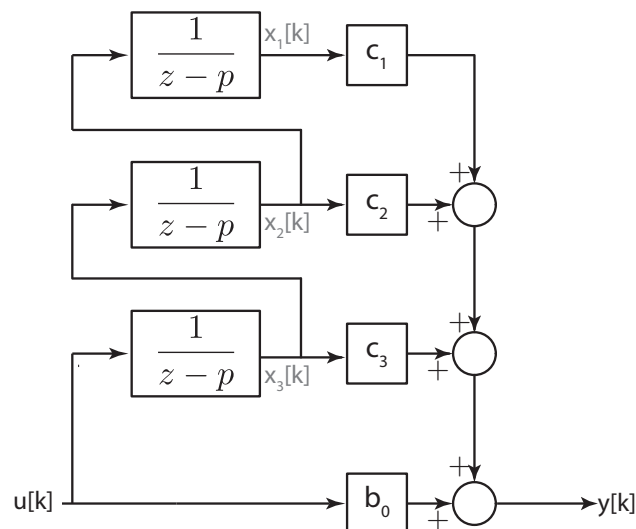 1
z − p
x₁[k]
c₁
+
1
z − p
x₂[k]
c₂
+
+
1
z − p
x₃[k]
c₃
+
+
u[k]
b₀
+
y[k]